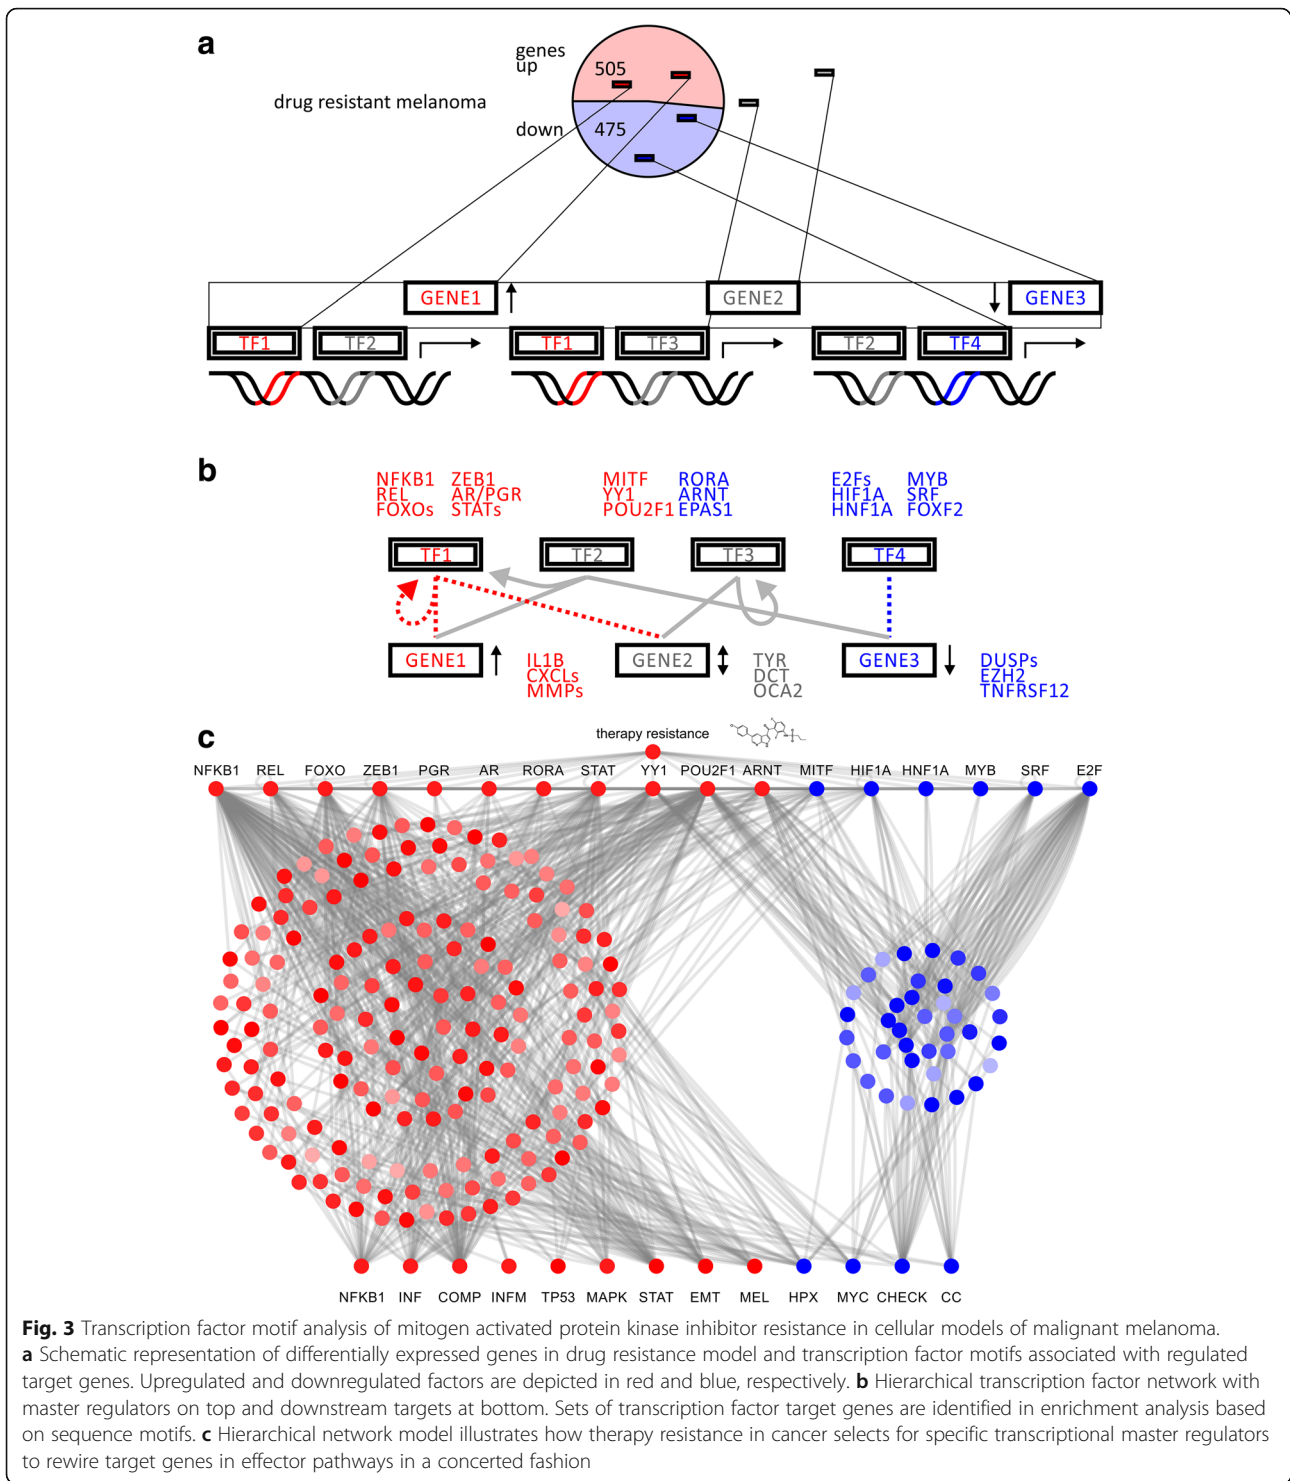 a
genes
up
505
drug resistant melanoma
down
475
GENE1
GENE2
GENE3
TF1 TF2 TF1 TF3 TF2 TF4
b
NFKB1 ZEB1 MITF RORA E2Fs MYB
REL AR/PGR YY1 ARNT HIF1A SRF
FOXOs STATs POU2F1 EPAS1 HNF1A FOXF2
TF1 TF2 TF3 TF4
GENE1 IL1B GENE2 TYR GENE3 DUSPs
CXCLs DCT EZH2
MMPs OCA2 TNFRSF12
c
therapy resistance
NFKB1 REL FOXO ZEB1 PGR AR RORA STAT YY1 POU2F1 ARNT MITF HIF1A HNF1A MYB SRF E2F
NFKB1 INF COMP INFM TP53 MAPK STAT EMT MEL HPX MYC CHECK CC
Fig. 3 Transcription factor motif analysis of mitogen activated protein kinase inhibitor resistance in cellular models of malignant melanoma.
a Schematic representation of differentially expressed genes in drug resistance model and transcription factor motifs associated with regulated
target genes. Upregulated and downregulated factors are depicted in red and blue, respectively. b Hierarchical transcription factor network with
master regulators on top and downstream targets at bottom. Sets of transcription factor target genes are identified in enrichment analysis based
on sequence motifs. c Hierarchical network model illustrates how therapy resistance in cancer selects for specific transcriptional master regulators
to rewire target genes in effector pathways in a concerted fashion